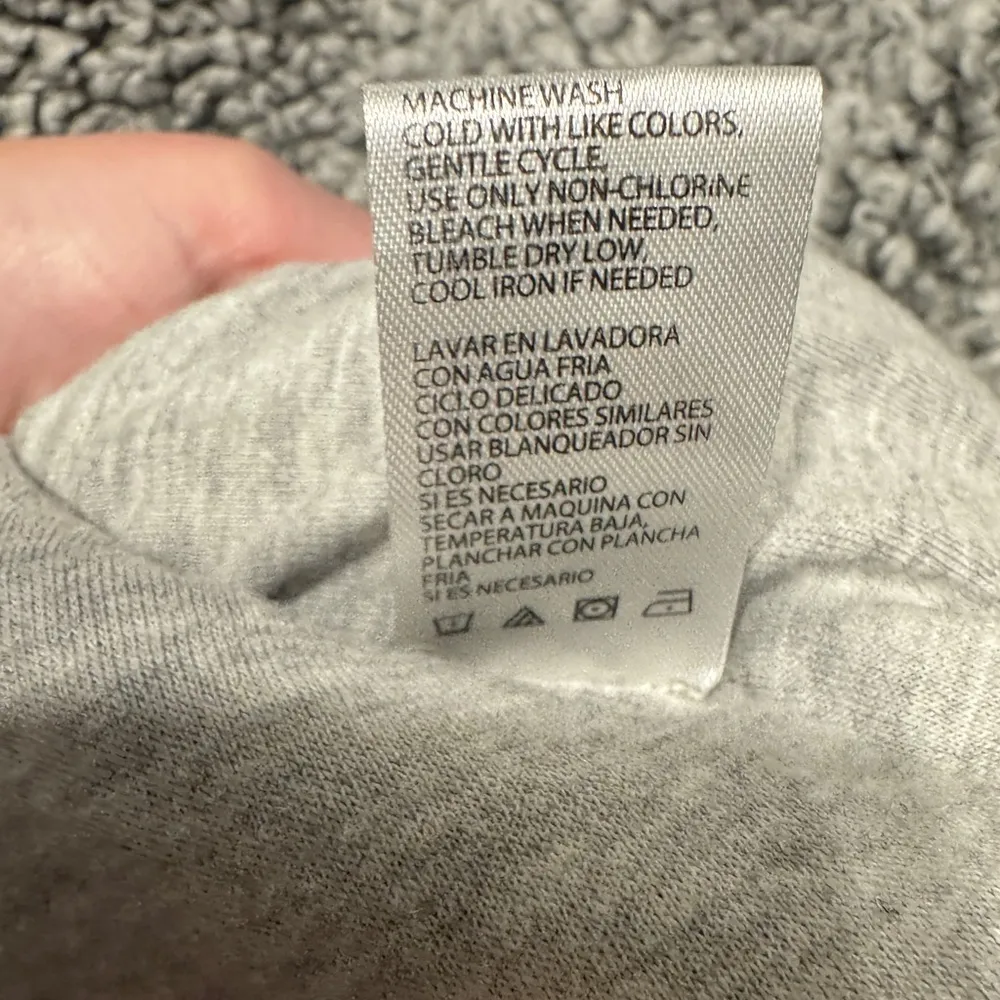 MACHINE WASH
COLD WITH LIKE COLORS,
GENTLE CYCLE,
USE ONLY NON-CHLORINE
BLEACH WHEN NEEDED,
TUMBLE DRY LOW,
COOL IRON IF NEEDED
LAVAR EN LAVADORA
CON AGUA FRIA
CICLO DELICADO
CON COLORES SIMILARES
USAR BLANQUEADOR SIN
CLORO
SI ES NECESARIO
SECAR A MAQUINA CON
TEMPERATURA BAJA,
PLANCHAR CON PLANCHA
FRIA
SI ES NECESARIO